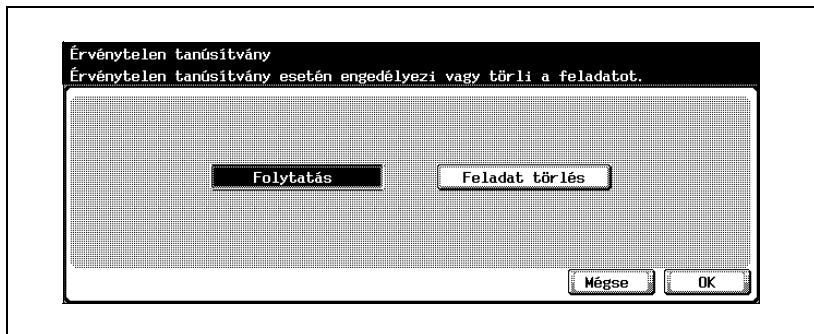 Érvénytelen tanúsítvány
Érvénytelen tanúsítvány esetén engedélyezi vagy törli a feladatot.
Folytatás Feladat törlés
Mégse OK